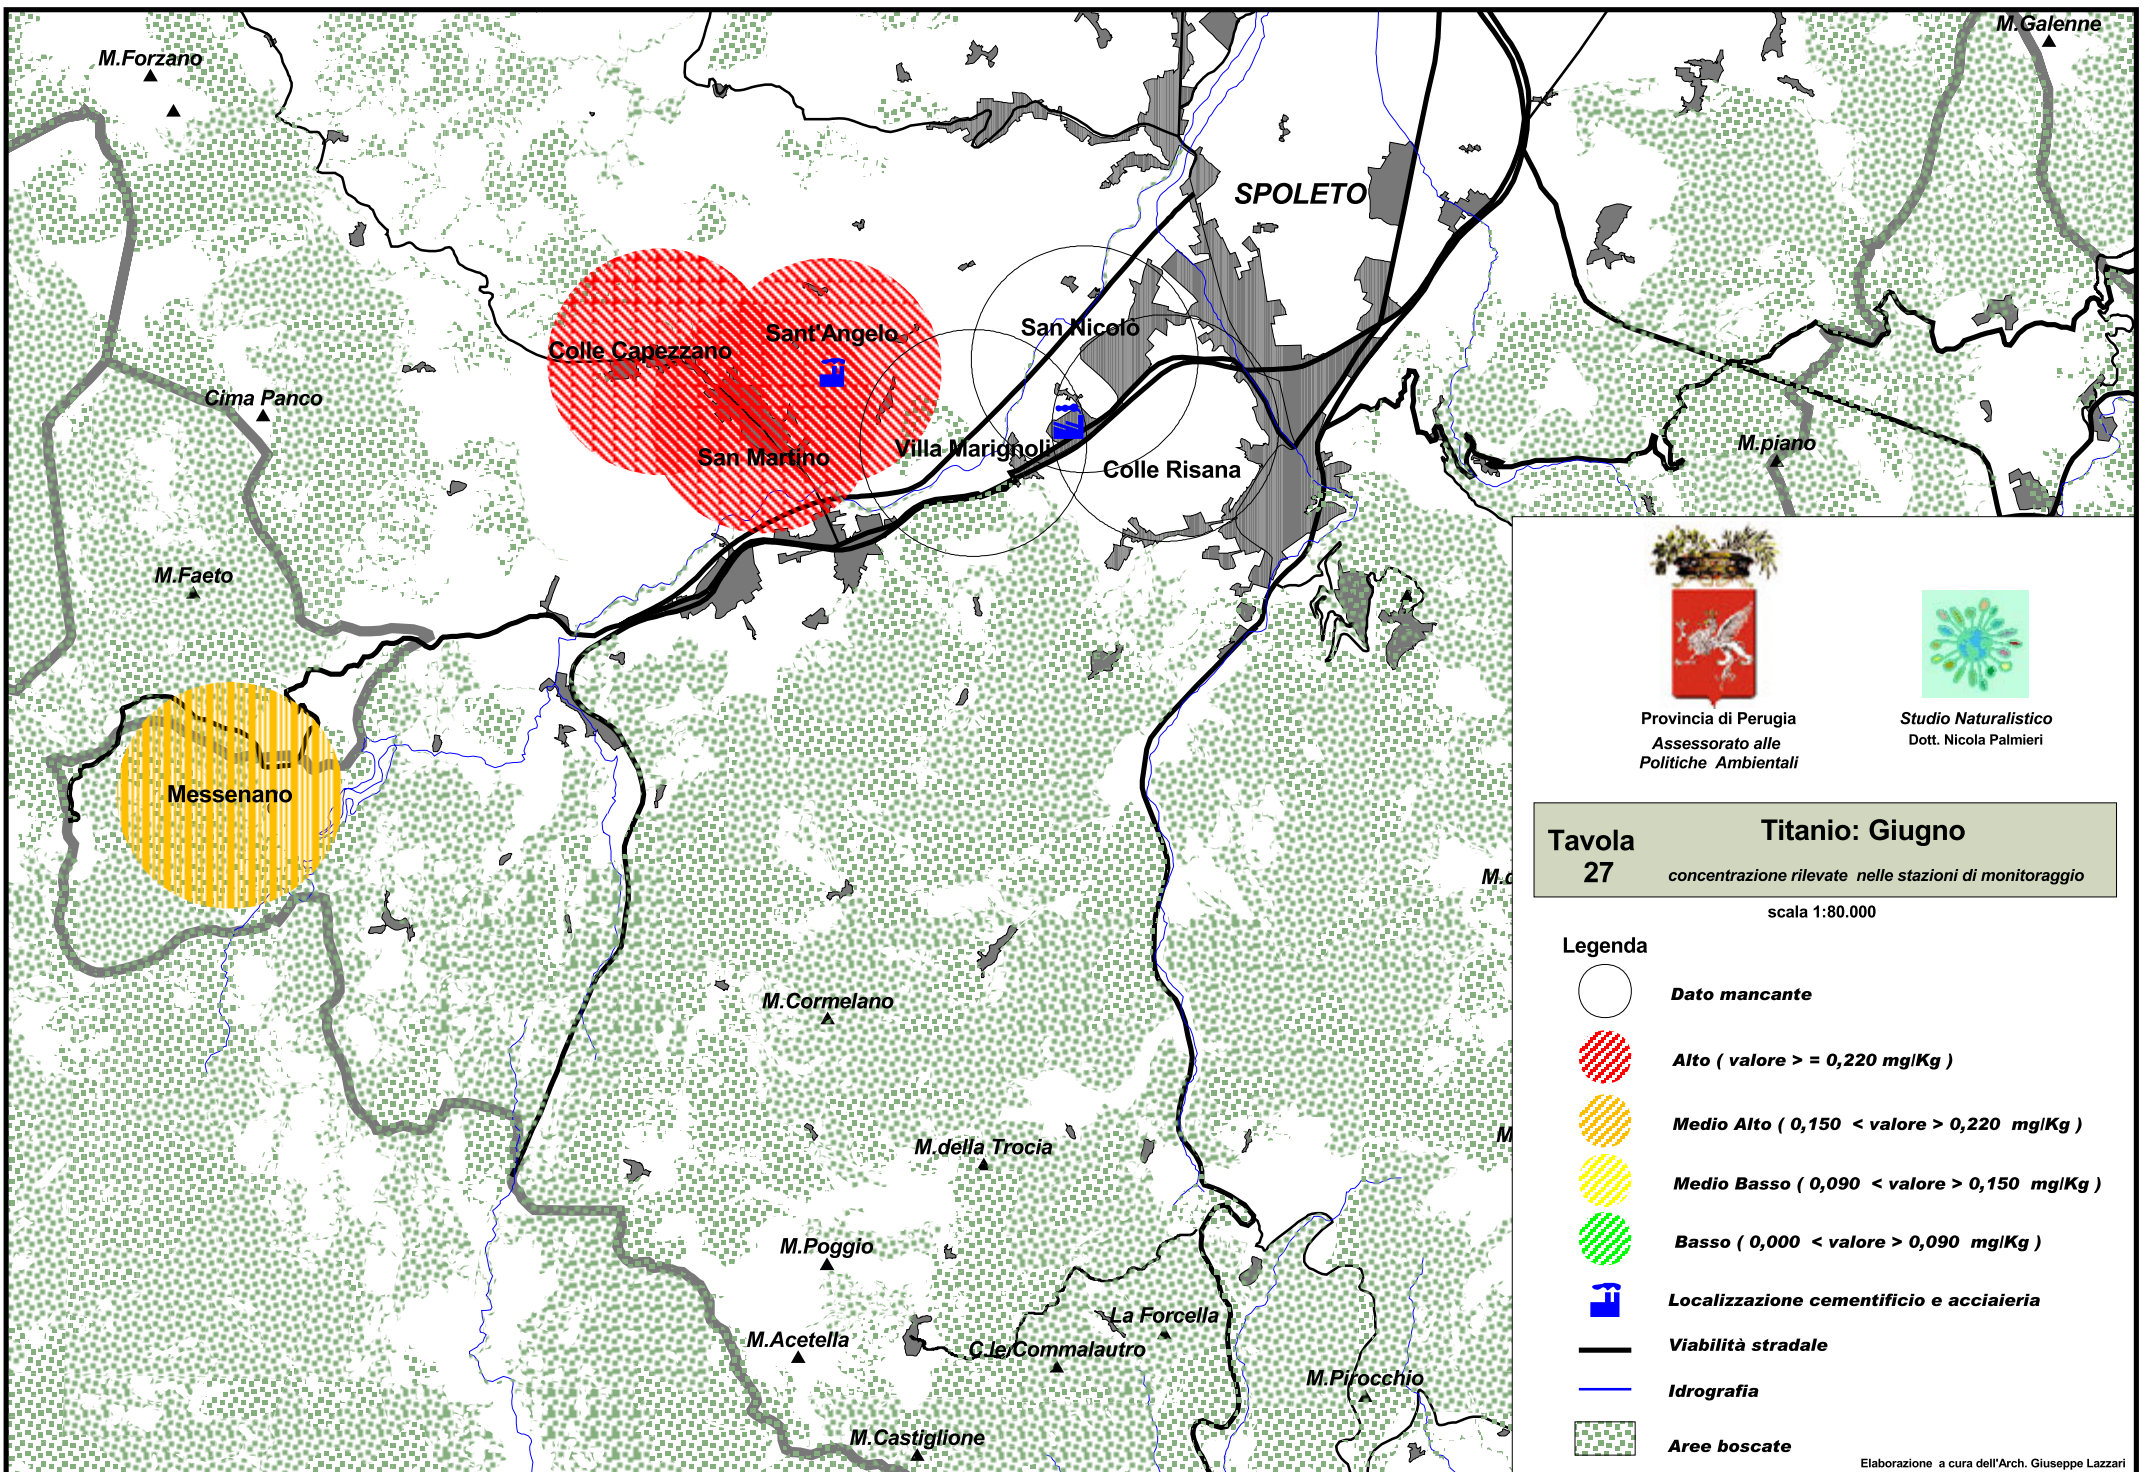 M.Forzano
M.Galenne
SPOLETO
Sant'Angelo
San Nicolò
Colle Capezzano
Cima Panco
San Martino
Villa Marignoli
Colle Risana
M.piano
M.Faeto
Messenano
M.Cormelano
M.della Trocia
M.Poggio
La Forcella
M.Acetella
C.le Commalautro
M.Pirocchio
M.Castiglione
Provincia di Perugia
Assessorato alle
Politiche Ambientali
Studio Naturalistico
Dott. Nicola Palmieri
Tavola
27
Titanio: Giugno
concentrazione rilevate nelle stazioni di monitoraggio
scala 1:80.000
Legenda
Dato mancante
Alto ( valore > = 0,220 mg/Kg )
Medio Alto ( 0,150 < valore > 0,220 mg/Kg )
Medio Basso ( 0,090 < valore > 0,150 mg/Kg )
Basso ( 0,000 < valore > 0,090 mg/Kg )
Localizzazione cementificio e acciaieria
Viabilità stradale
Idrografia
Aree boscate
Elaborazione a cura dell'Arch. Giuseppe Lazzari